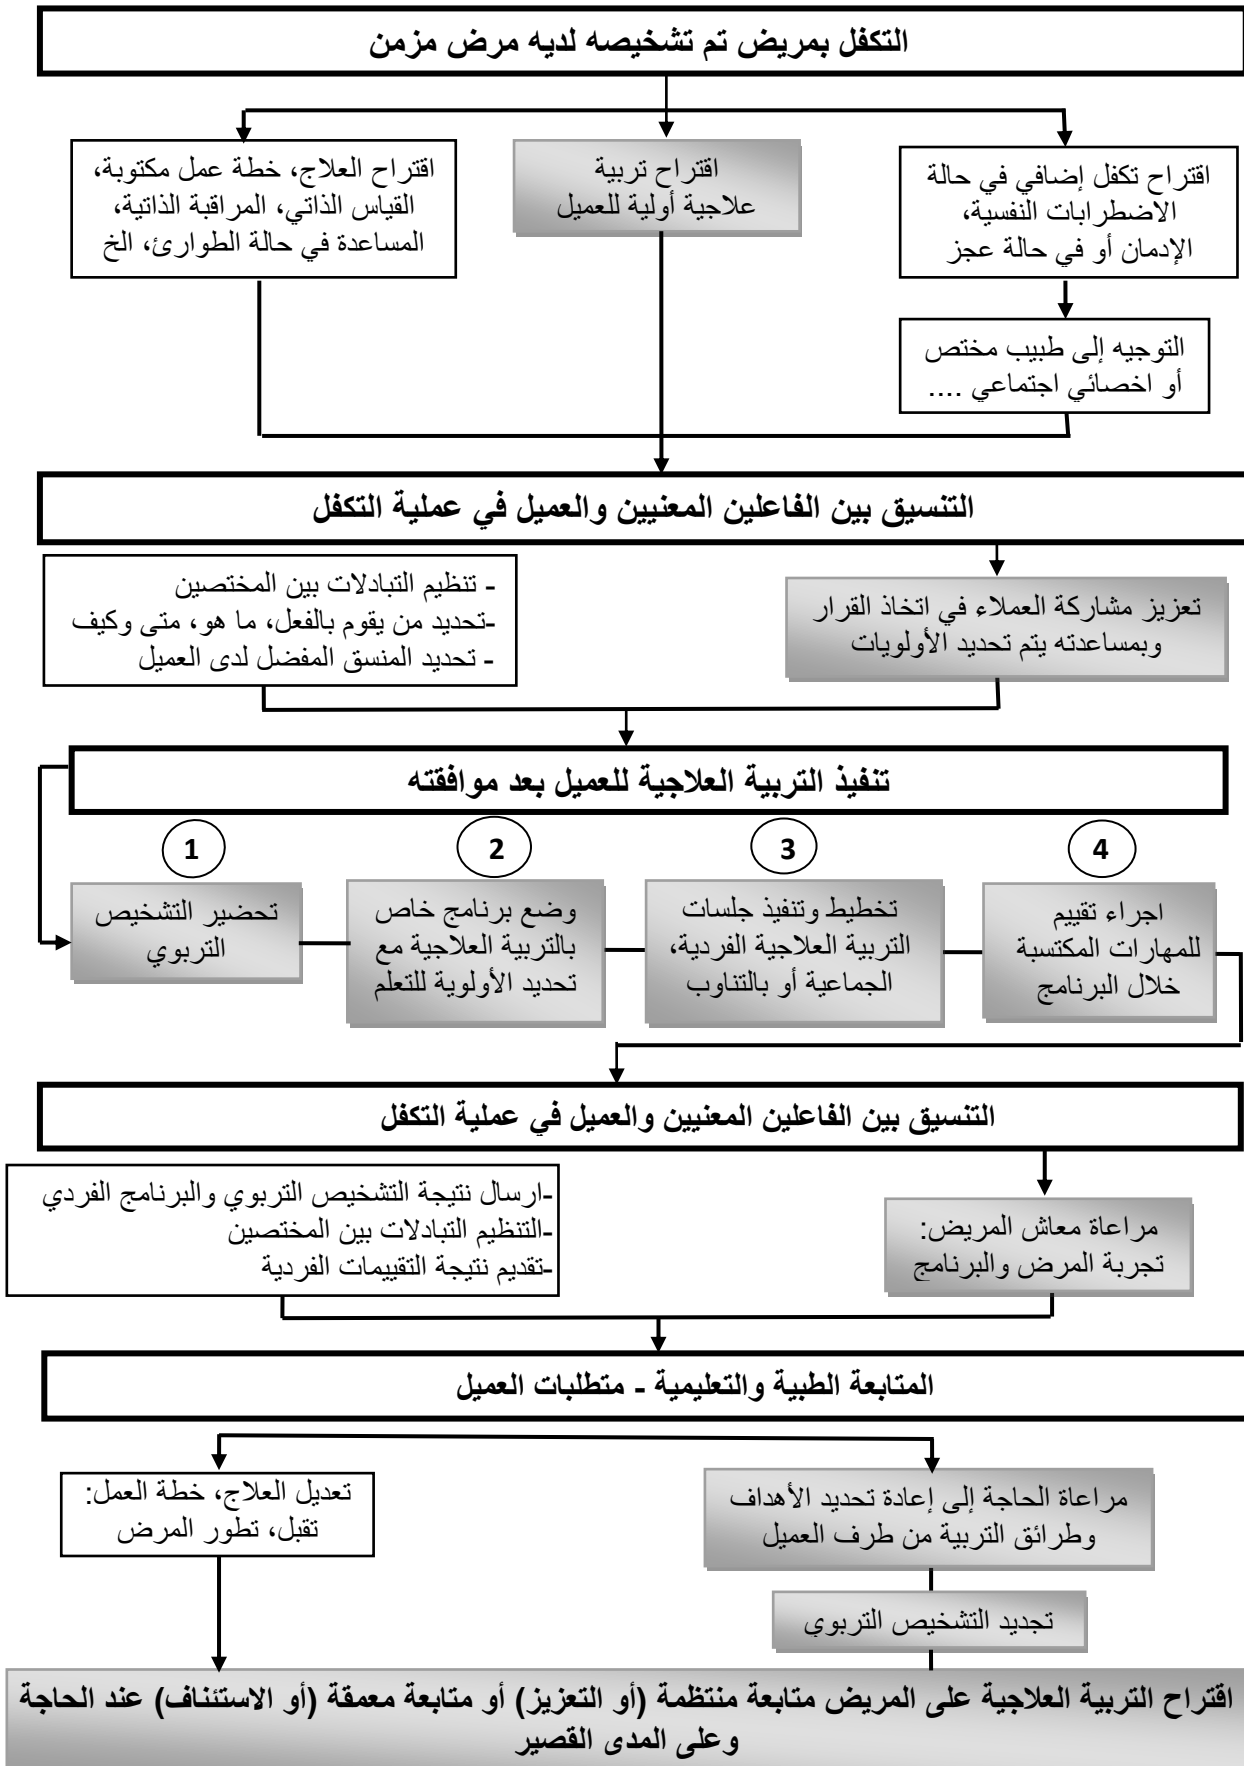 التكفل بمريض تم تشخيصه لديه مرض مزمن
اقتراح تكفل إضافي في حالة
الاضطرابات النفسية،
الإدمان أو في حالة عجز
اقتراح تربية
علاجية أولية للعميل
اقتراح العلاج، خطة عمل مكتوبة،
القياس الذاتي، المراقبة الذاتية،
المساعدة في حالة الطوارئ، الخ
التوجيه إلى طبيب مختص
أو اخصائي اجتماعي ....
التنسيق بين الفاعلين المعنيين والعميل في عملية التكفل
تعزيز مشاركة العملاء في اتخاذ القرار
وبمساعدته يتم تحديد الأولويات
- تنظيم التبادلات بين المختصين
-تحديد من يقوم بالفعل، ما هو، متى وكيف
- تحديد المنسق المفضل لدى العميل
تنفيذ التربية العلاجية للعميل بعد موافقته
1
2
3
4
تحضير التشخيص
التربوي
وضع برنامج خاص
بالتربية العلاجية مع
تحديد الأولوية للتعلم
تخطيط وتنفيذ جلسات
التربية العلاجية الفردية،
الجماعية أو بالتناوب
اجراء تقييم
للمهارات المكتسبة
خلال البرنامج
التنسيق بين الفاعلين المعنيين والعميل في عملية التكفل
مراعاة معاش المريض:
تجربة المرض والبرنامج
-ارسال نتيجة التشخيص التربوي والبرنامج الفردي
-التنظيم التبادلات بين المختصين
-تقديم نتيجة التقييمات الفردية
المتابعة الطبية والتعليمية - متطلبات العميل
مراعاة الحاجة إلى إعادة تحديد الأهداف
وطرائق التربية من طرف العميل
تعديل العلاج، خطة العمل:
تقبل، تطور المرض
تجديد التشخيص التربوي
اقتراح التربية العلاجية على المريض متابعة منتظمة (أو التعزيز) أو متابعة معمقة (أو الاستئناف) عند الحاجة
وعلى المدى القصير